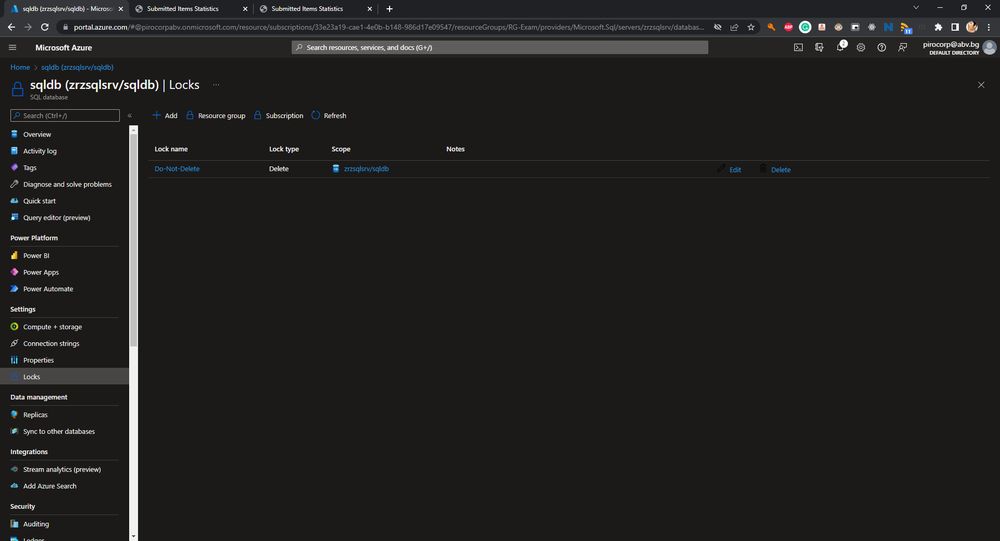 sqldb (zrzsqlsrv/sqldb) - Microso
Submitted Items Statistics
Submitted Items Statistics
portal.azure.com/#@pirocorpabv.onmicrosoft.com/resource/subscriptions/33e23a19-cae1-4e0b-b148-986d17e09547/resourceGroups/RG-Exam/providers/Microsoft.Sql/servers/zrzsqlsrv/databas...
ABP
11
Microsoft Azure
Search resources, services, and docs (G+/)
2
pirocorp@abv.bg
DEFAULT DIRECTORY
Home > sqldb (zrzsqlsrv/sqldb)
sqldb (zrzsqlsrv/sqldb) | Locks ...
SQL database
Search (Ctrl+/)
«
Add
Resource group
Subscription
Refresh
Overview
Activity log
Tags
Diagnose and solve problems
Quick start
Query editor (preview)
Power Platform
Power BI
Power Apps
Power Automate
Settings
Compute + storage
Connection strings
Properties
Locks
Data management
Replicas
Sync to other databases
Integrations
Stream analytics (preview)
Add Azure Search
Security
Auditing
Ledger
Lock name Lock type Scope Notes
Do-Not-Delete Delete zrzsqlsrv/sqldb Edit Delete